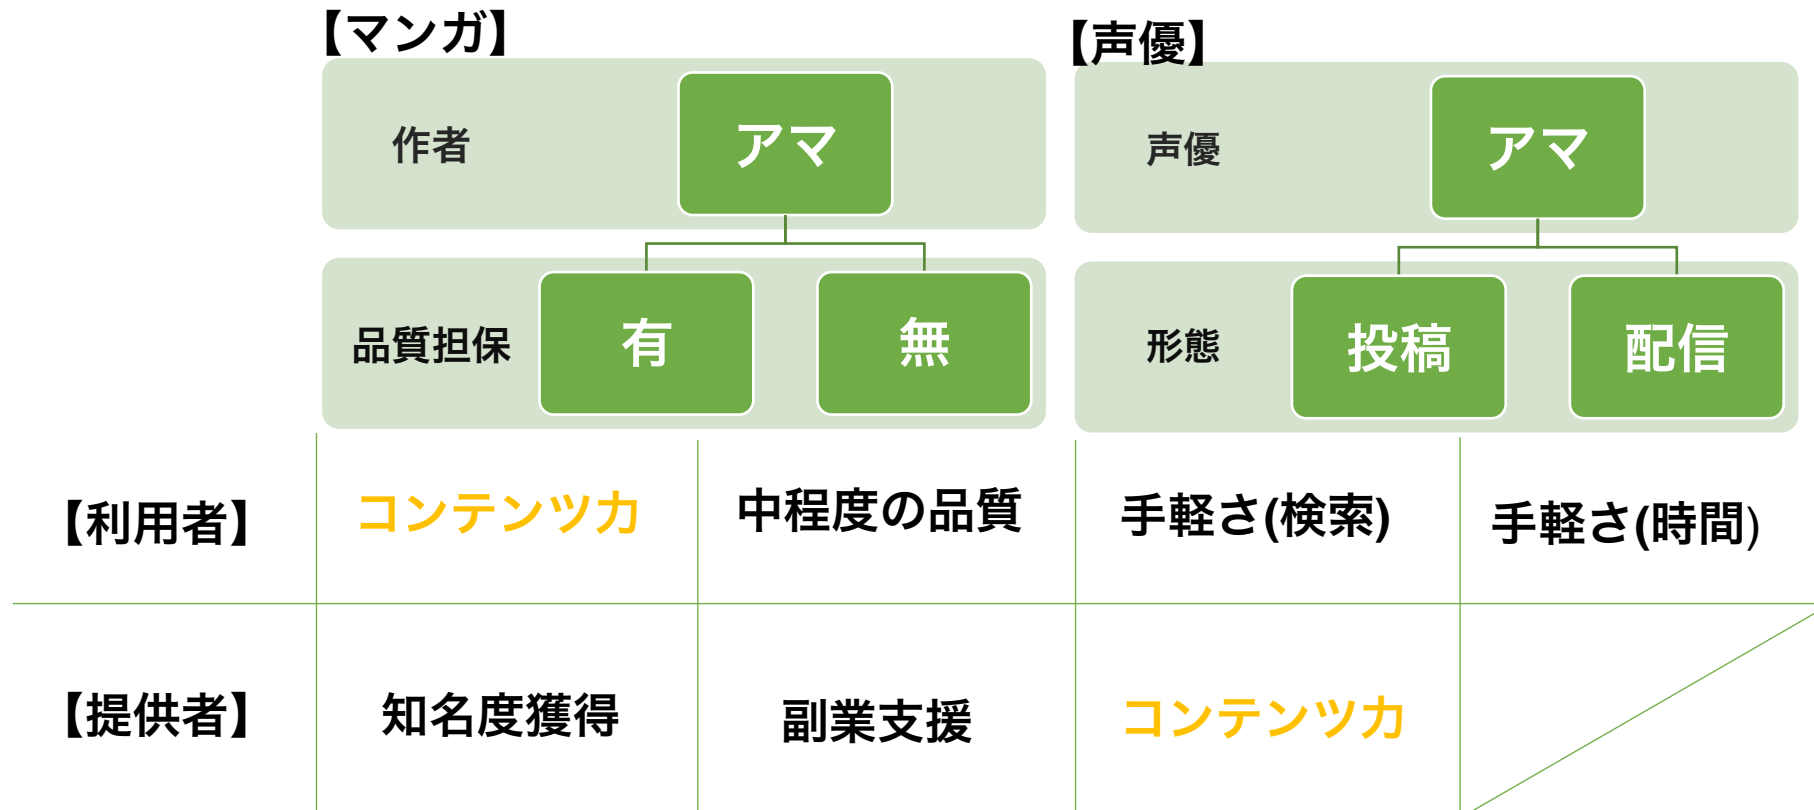 【マンガ】
【声優】
作者
アマ
声優
アマ
品質担保
有
無
形態
投稿
配信
【利用者】
コンテンツ力
中程度の品質
手軽さ(検索)
手軽さ(時間)
【提供者】
知名度獲得
副業支援
コンテンツ力